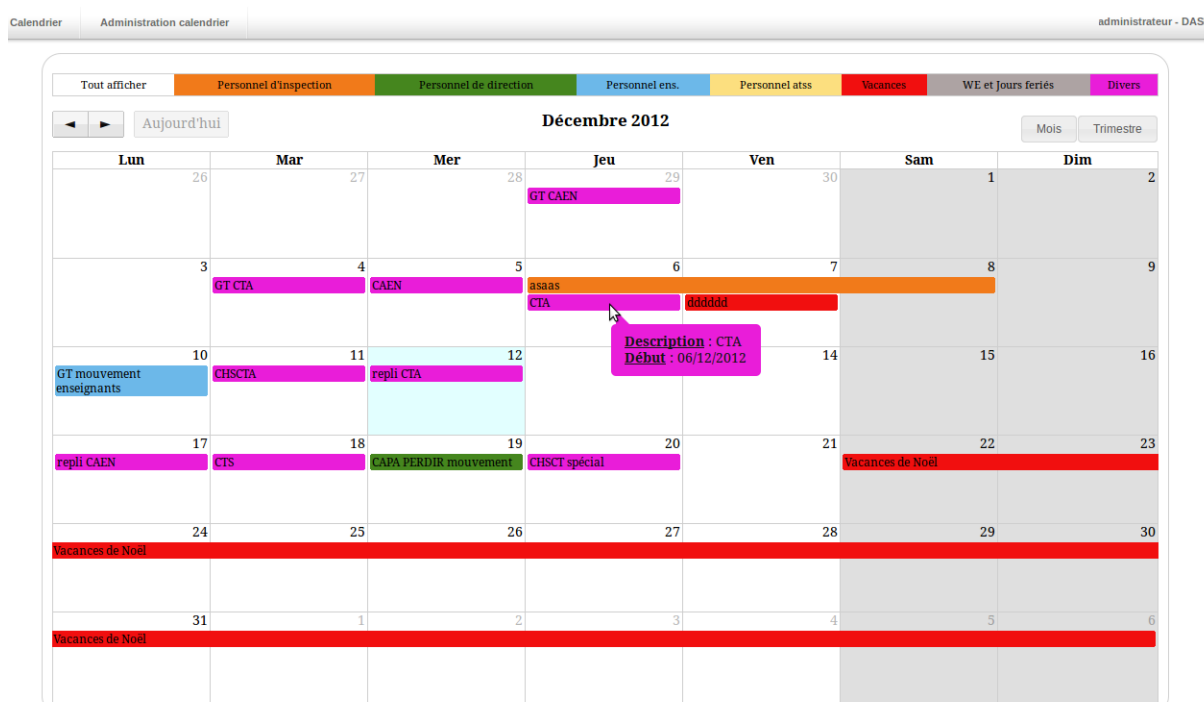 Calendrier Administration calendrier administrateur - DAS
Tout afficher Personnel d'inspection Personnel de direction Personnel ens. Personnel atss Vacances WE et Jours feriés Divers
◄ ► Aujourd'hui Décembre 2012 Mois Trimestre
Lun Mar Mer Jeu Ven Sam Dim
26 27 28 29 30 1 2
GT CAEN
3 4 5 6 7 8 9
GT CTA CAEN asaas
CTA dddddd
Description : CTA
Début : 06/12/2012
10 11 12 14 15 16
GT mouvement
enseignants
CHSCTA repli CTA
17 18 19 20 21 22 23
repli CAEN CTS CAPA PERDIR mouvement CHSCT spécial Vacances de Noël
24 25 26 27 28 29 30
Vacances de Noël
31 1 2 3 4 5 6
Vacances de Noël